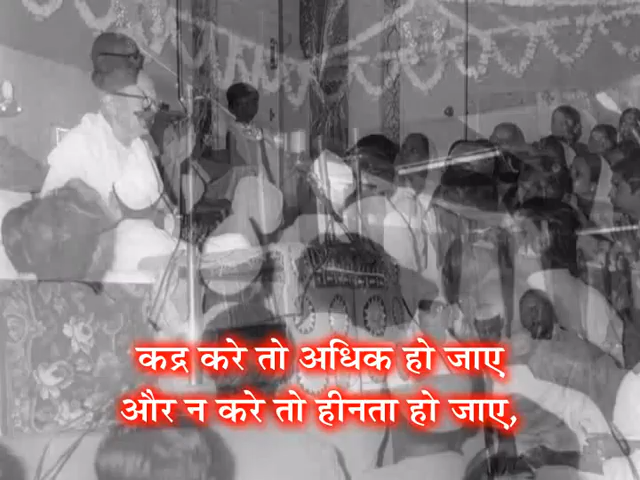 कद्र करे तो अधिक हो जाए
और न करे तो हीनता हो जाए,